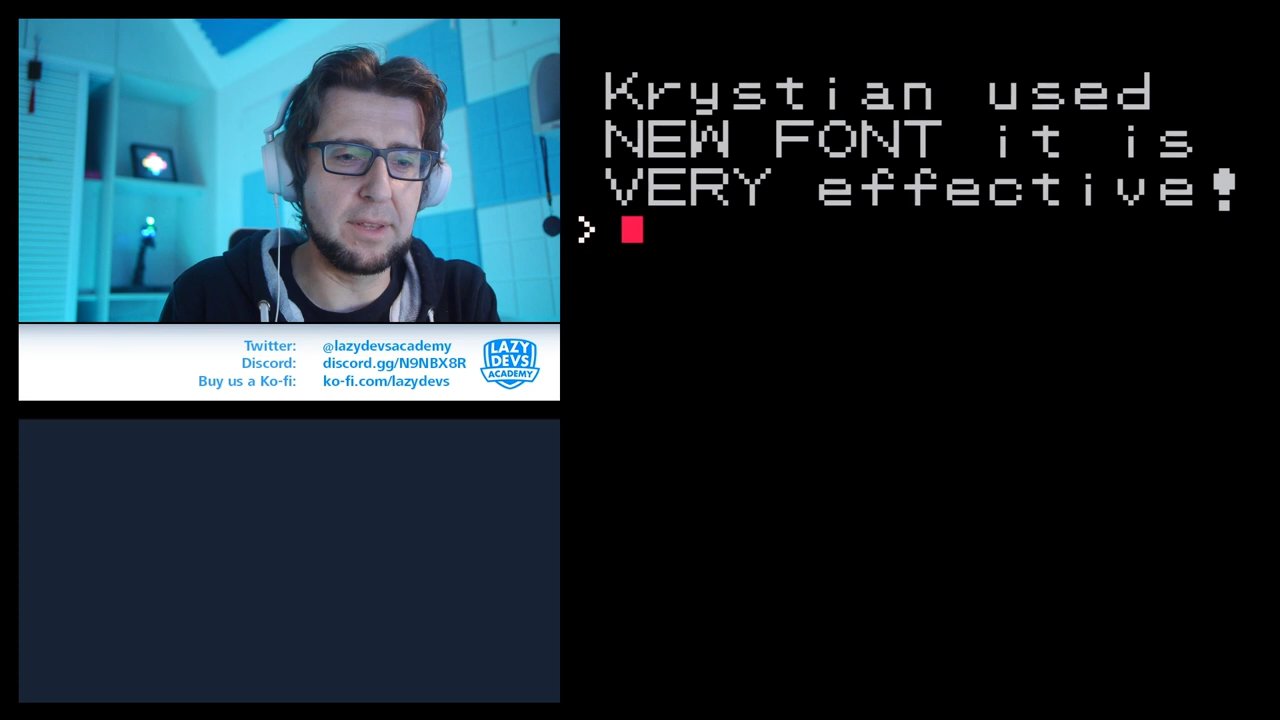 Krystian used
NEW FONT it is
VERY effective!
>
Twitter: @lazydevsacademy
Discord: discord.gg/N9NBX8R
Buy us a Ko-fi: ko-fi.com/lazydevs
LAZY
DEVS
ACADEMY